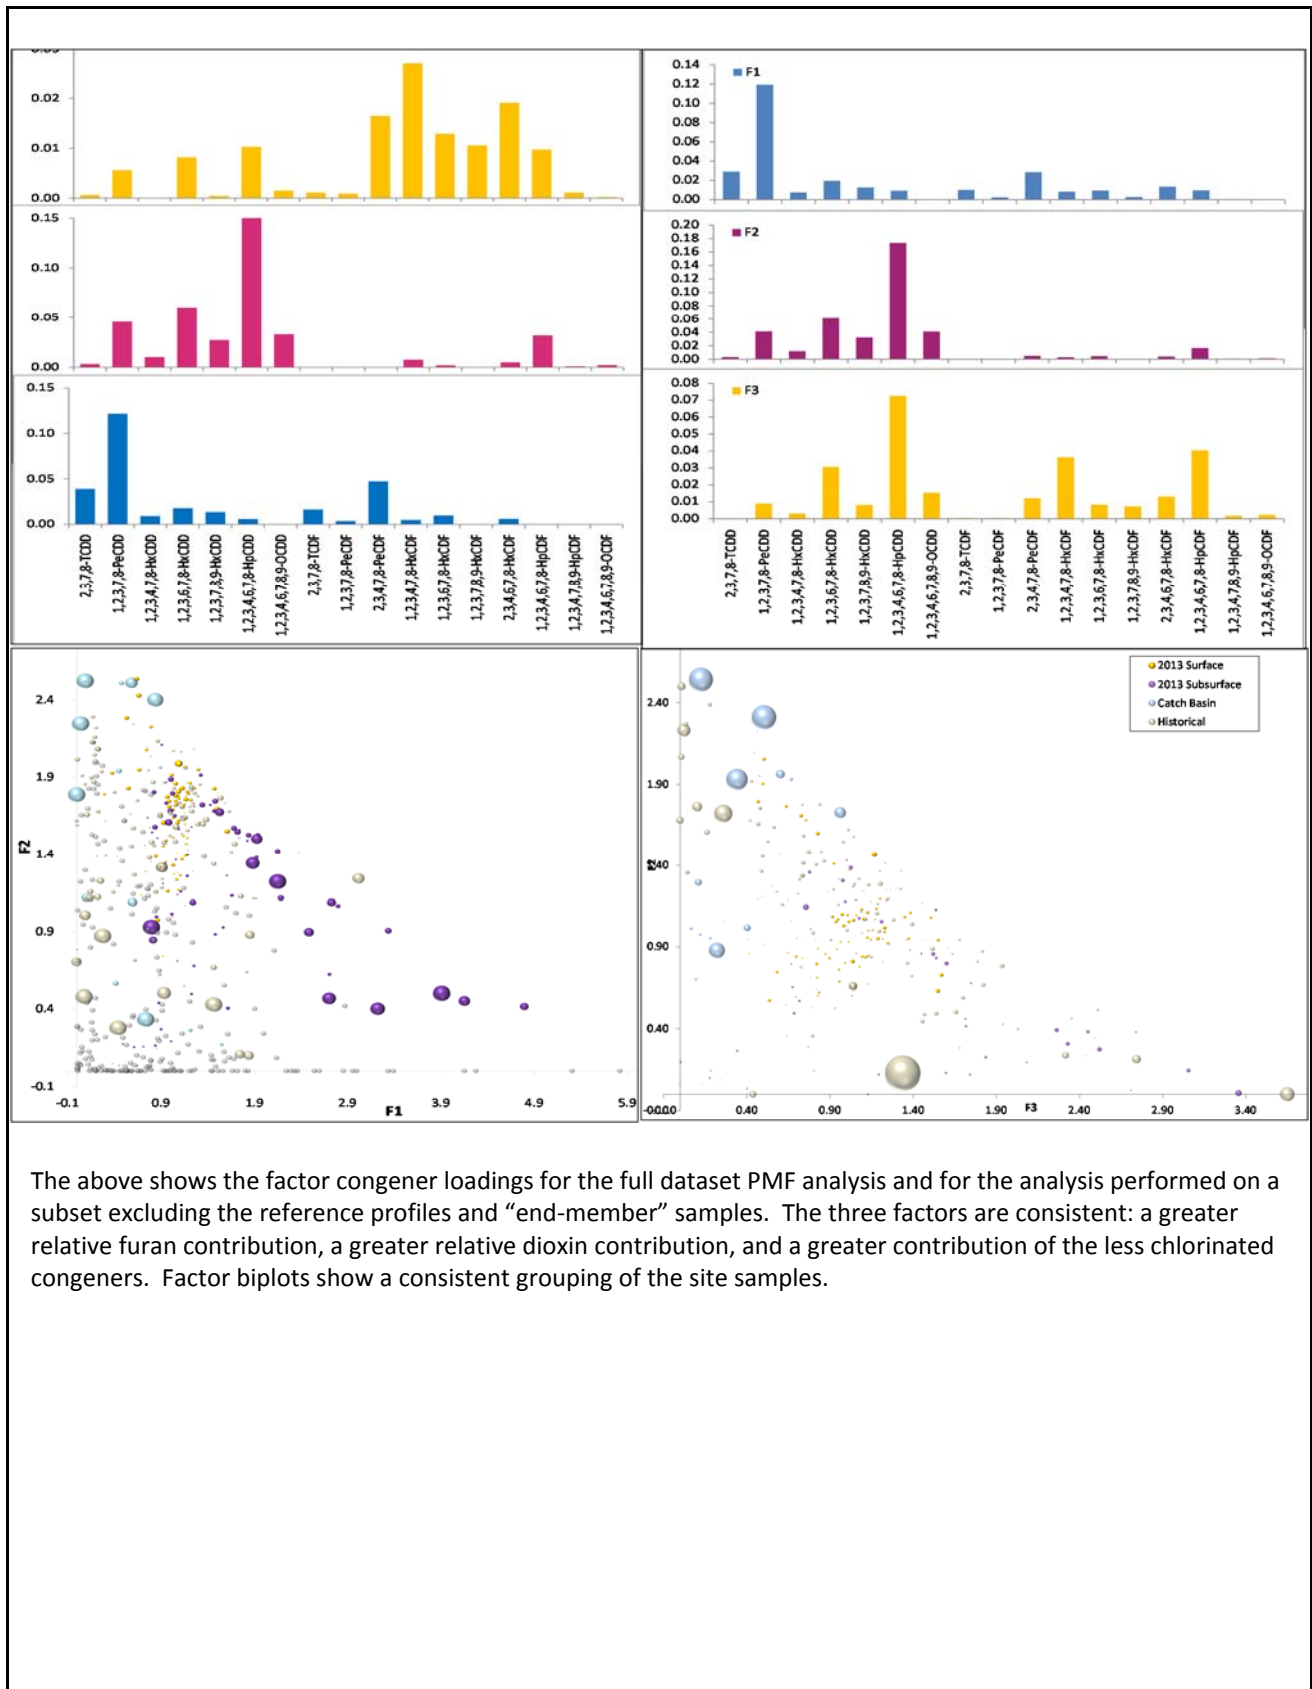 0.03
0.02
0.01
0.00
0.15
0.10
0.05
0.00
0.15
0.10
0.05
0.00
2,3,7,8-TCDD
1,2,3,7,8-PeCDD
1,2,3,4,7,8-HxCDD
1,2,3,6,7,8-HxCDD
1,2,3,7,8,9-HxCDD
1,2,3,4,6,7,8-HpCDD
1,2,3,4,6,7,8,9-OCDD
2,3,7,8-TCDF
1,2,3,7,8-PeCDF
2,3,4,7,8-PeCDF
1,2,3,4,7,8-HxCDF
1,2,3,6,7,8-HxCDF
1,2,3,7,8,9-HxCDF
2,3,4,6,7,8-HxCDF
1,2,3,4,6,7,8-HpCDF
1,2,3,4,7,8,9-HpCDF
1,2,3,4,6,7,8,9-OCDF
F1
0.14
0.12
0.10
0.08
0.06
0.04
0.02
0.00
F2
0.20
0.18
0.16
0.14
0.12
0.10
0.08
0.06
0.04
0.02
0.00
F3
0.08
0.07
0.06
0.05
0.04
0.03
0.02
0.01
0.00
2,3,7,8-TCDD
1,2,3,7,8-PeCDD
1,2,3,4,7,8-HxCDD
1,2,3,6,7,8-HxCDD
1,2,3,7,8,9-HxCDD
1,2,3,4,6,7,8-HpCDD
1,2,3,4,6,7,8,9-OCDD
2,3,7,8-TCDF
1,2,3,7,8-PeCDF
2,3,4,7,8-PeCDF
1,2,3,4,7,8-HxCDF
1,2,3,6,7,8-HxCDF
1,2,3,7,8,9-HxCDF
2,3,4,6,7,8-HxCDF
1,2,3,4,6,7,8-HpCDF
1,2,3,4,7,8,9-HpCDF
1,2,3,4,6,7,8,9-OCDF
2.4
1.9
1.4
0.9
0.4
-0.1
F2
-0.1 0.9 1.9 2.9 3.9 4.9 5.9
F1
2013 Surface
2013 Subsurface
Catch Basin
Historical
2.40
1.90
0.90
0.40
0.40 0.90 1.40 1.90 2.40 2.90 3.40
F3
The above shows the factor congener loadings for the full dataset PMF analysis and for the analysis performed on a
subset excluding the reference profiles and “end-member” samples. The three factors are consistent: a greater
relative furan contribution, a greater relative dioxin contribution, and a greater contribution of the less chlorinated
congeners. Factor biplots show a consistent grouping of the site samples.